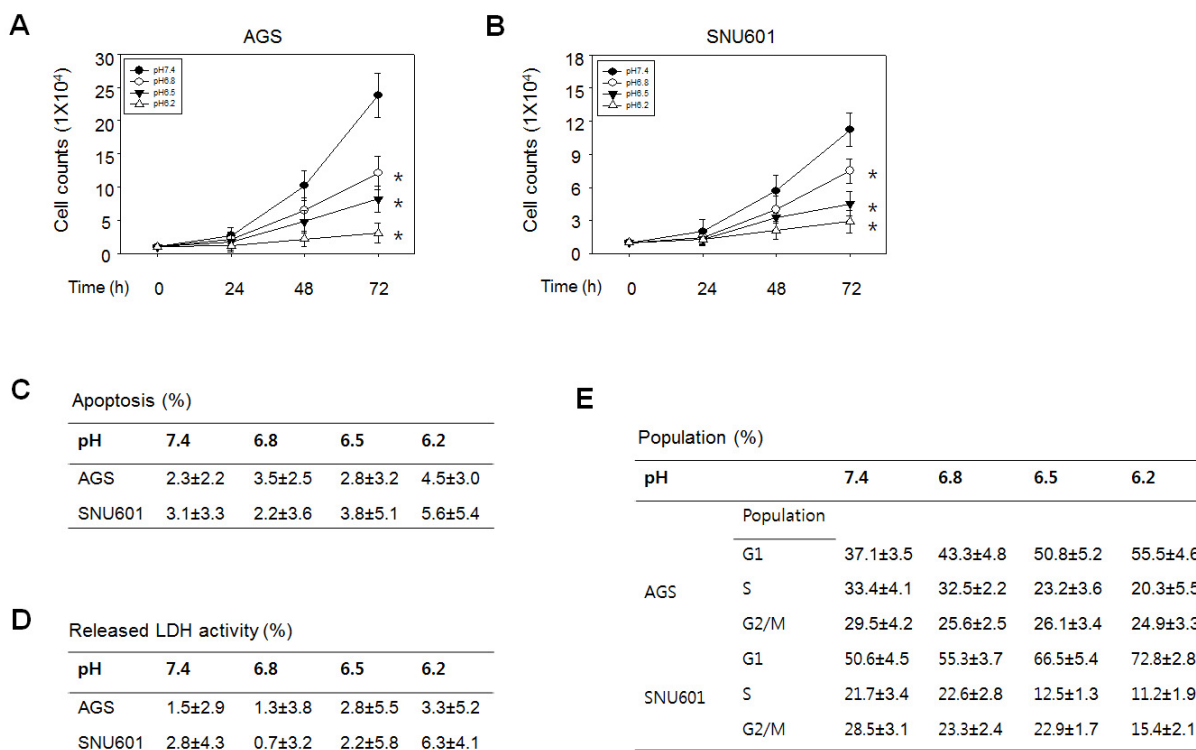 A
AGS
30
25
20
15
10
5
0
Cell counts (1X10⁴)
pH7.4
pH6.8
pH6.5
pH6.2
*
*
*
Time (h) 0 24 48 72
B
SNU601
18
15
12
9
6
3
0
Cell counts (1X10⁴)
pH7.4
pH6.8
pH6.5
pH6.2
*
*
*
Time (h) 0 24 48 72
C
Apoptosis (%)
pH 7.4 6.8 6.5 6.2
AGS 2.3±2.2 3.5±2.5 2.8±3.2 4.5±3.0
SNU601 3.1±3.3 2.2±3.6 3.8±5.1 5.6±5.4
D
Released LDH activity (%)
pH 7.4 6.8 6.5 6.2
AGS 1.5±2.9 1.3±3.8 2.8±5.5 3.3±5.2
SNU601 2.8±4.3 0.7±3.2 2.2±5.8 6.3±4.1
E
Population (%)
pH 7.4 6.8 6.5 6.2
Population
AGS
G1 37.1±3.5 43.3±4.8 50.8±5.2 55.5±4.6
S 33.4±4.1 32.5±2.2 23.2±3.6 20.3±5.5
G2/M 29.5±4.2 25.6±2.5 26.1±3.4 24.9±3.3
SNU601
G1 50.6±4.5 55.3±3.7 66.5±5.4 72.8±2.8
S 21.7±3.4 22.6±2.8 12.5±1.3 11.2±1.9
G2/M 28.5±3.1 23.3±2.4 22.9±1.7 15.4±2.1